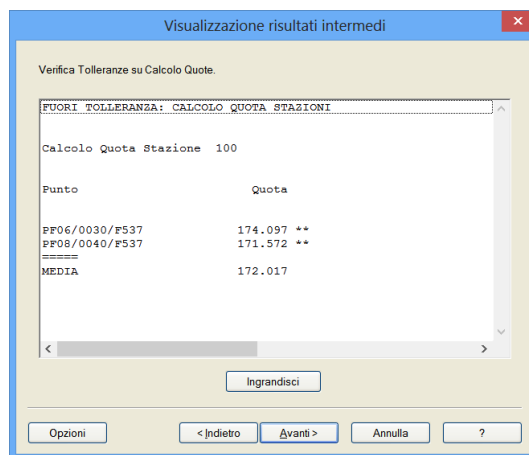 Visualizzazione risultati intermedi
x
Verifica Tolleranze su Calcolo Quote.
FUORI TOLLERANZA: CALCOLO QUOTA STAZIONI
Calcolo Quota Stazione 100
Punto Quota
PF06/0030/F537 174.097 **
PF08/0040/F537 171.572 **
=====
MEDIA 172.017
Ingrandisci
Opzioni < Indietro Avanti > Annulla ?